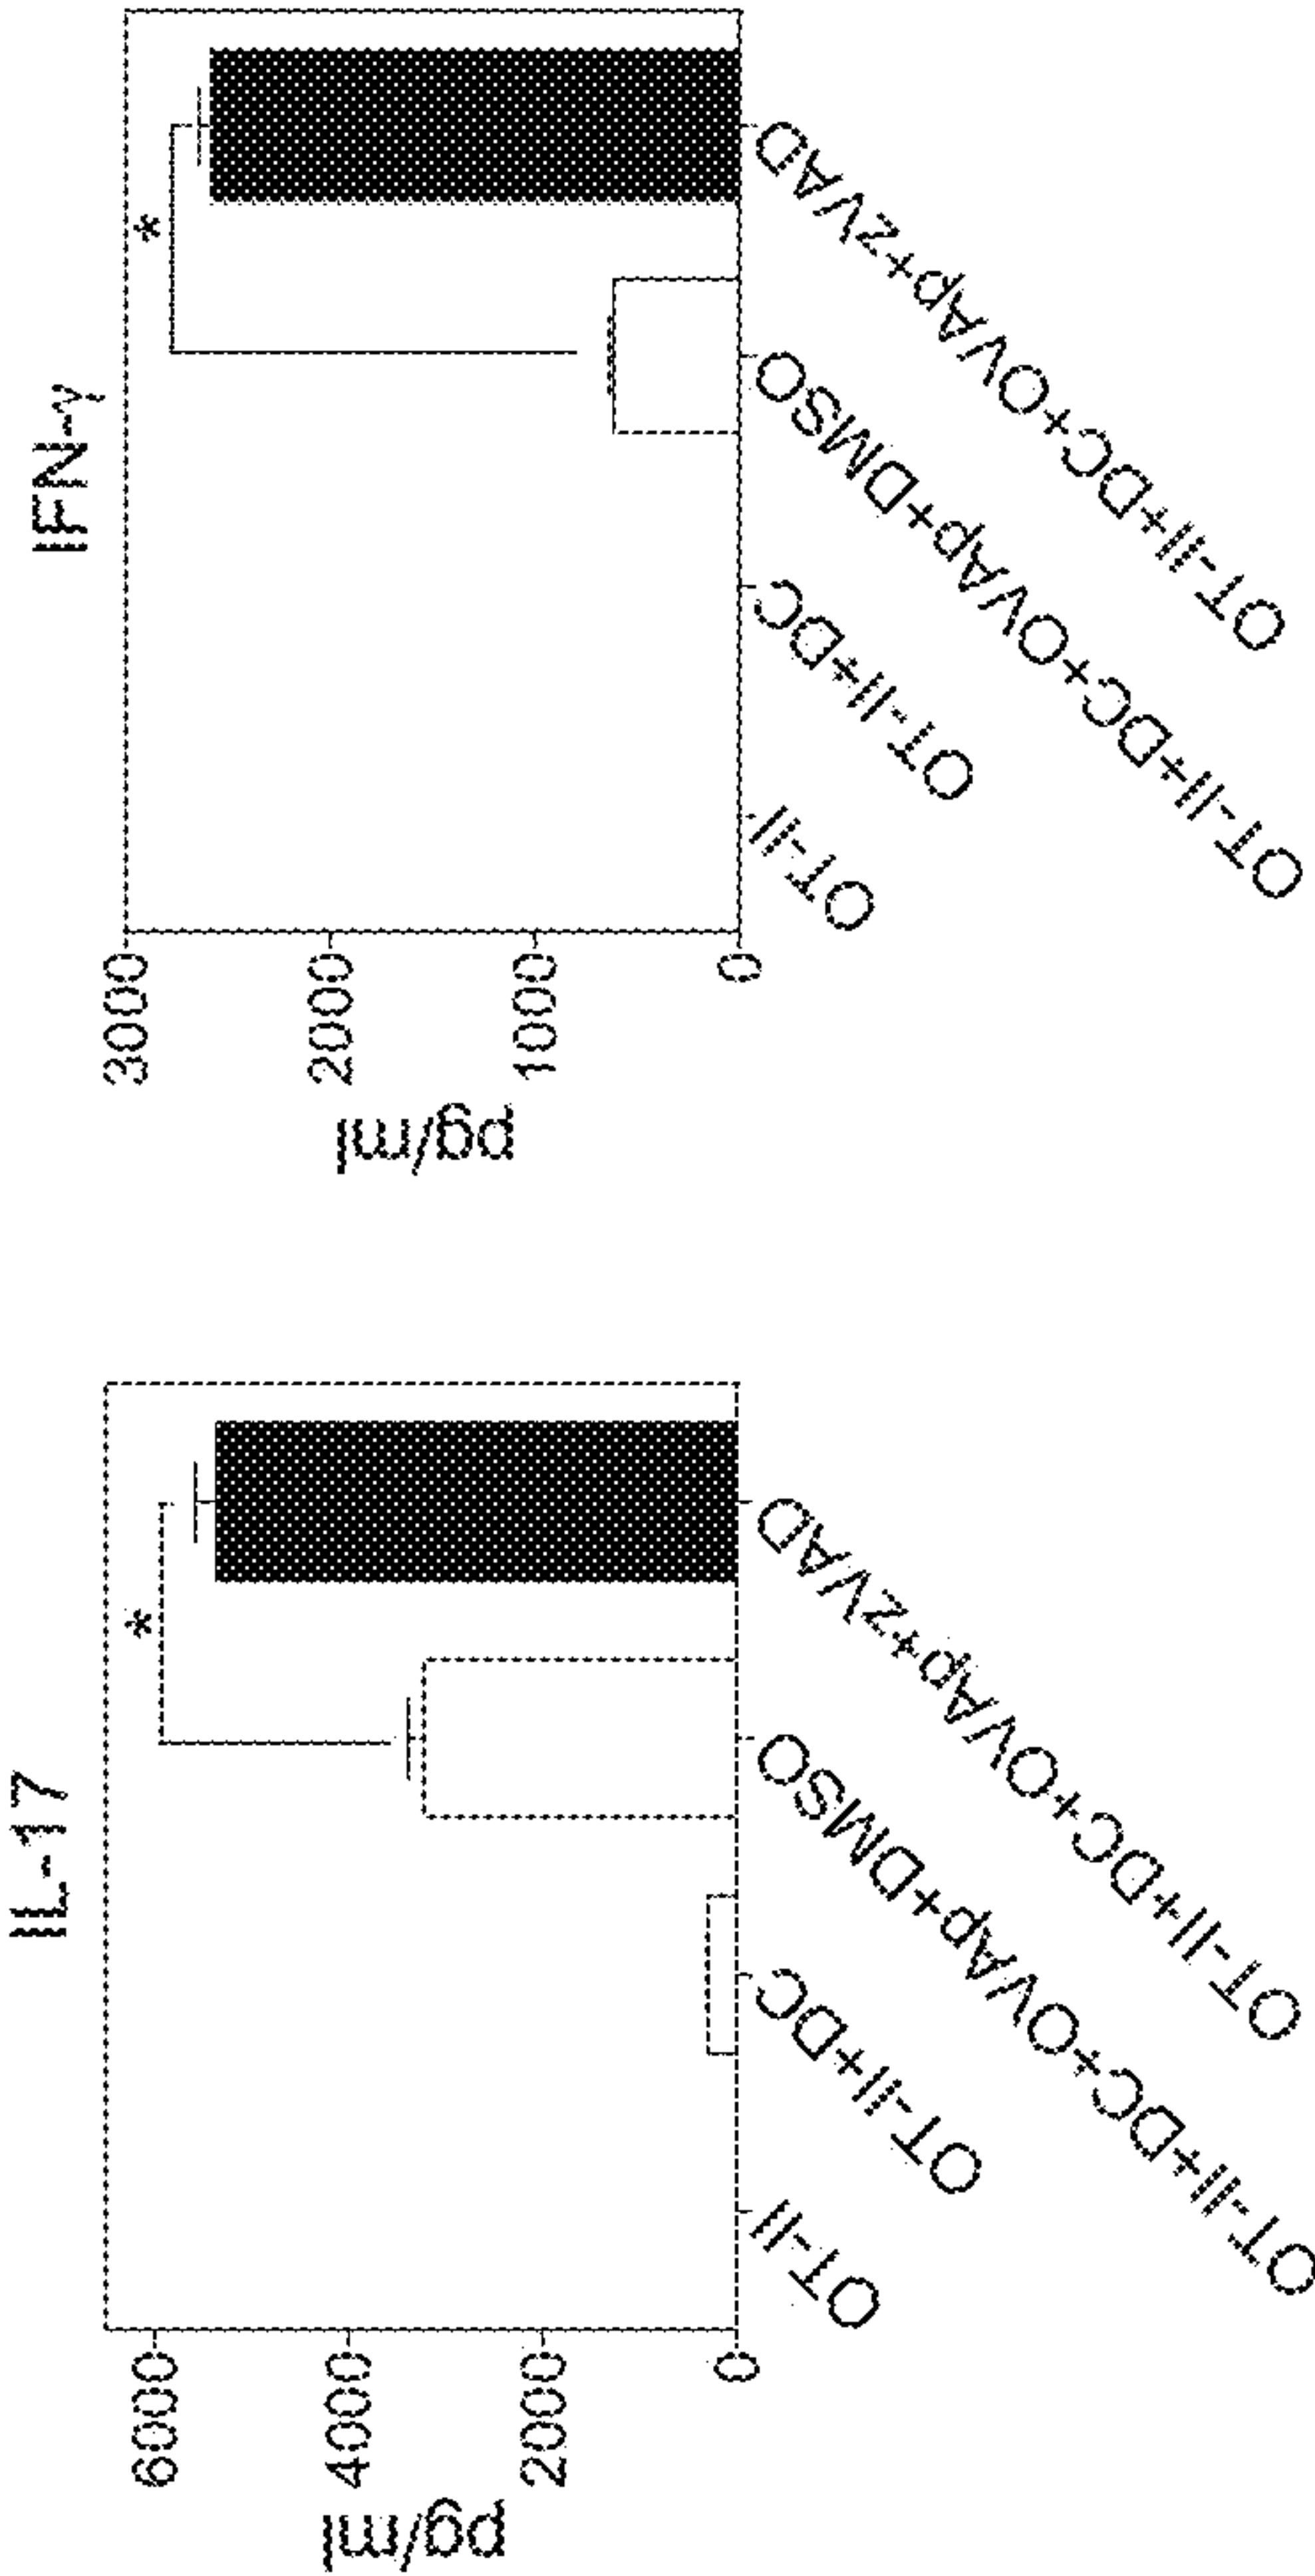 IL-17
pg/ml
6000
4000
2000
0
OT-II
OT-II+DC
OT-II+DC+OVAp+DMSO
OT-II+DC+OVAp+zVAD
*
IFN-γ
pg/ml
3000
2000
1000
0
OT-II
OT-II+DC
OT-II+DC+OVAp+DMSO
OT-II+DC+OVAp+zVAD
*